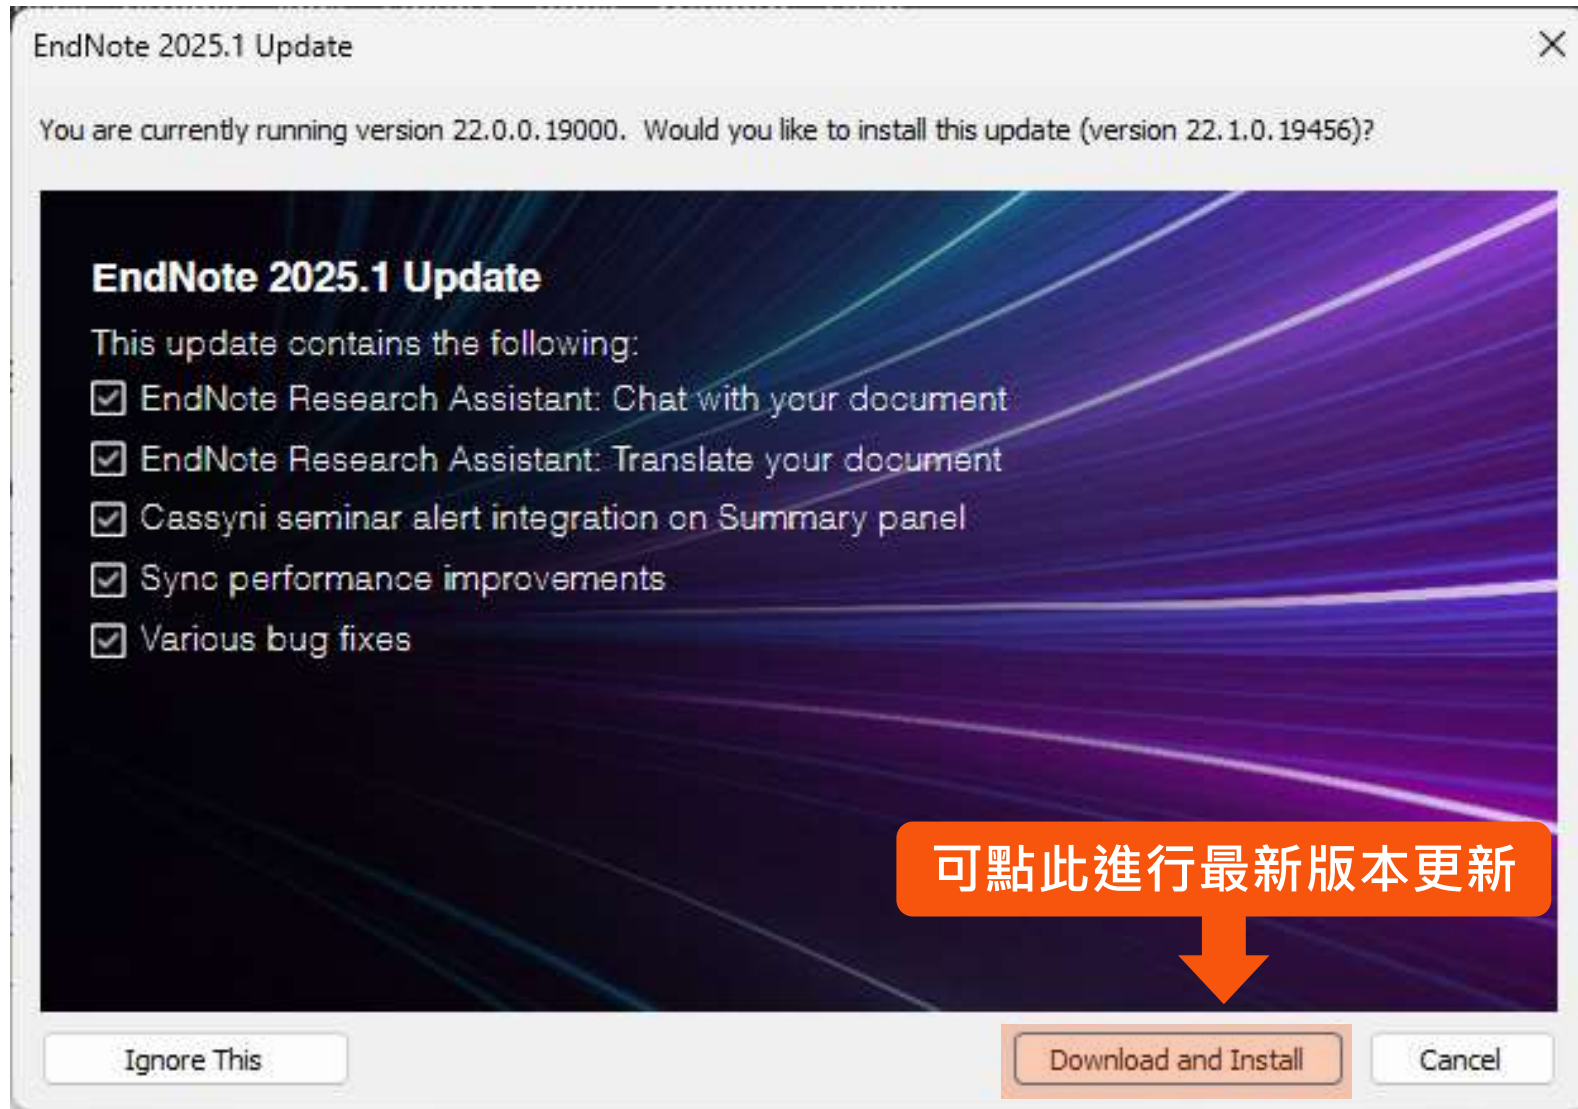 EndNote 2025.1 Update
You are currently running version 22.0.0.19000.  Would you like to install this update (version 22.1.0.19456)?
EndNote 2025.1 Update
This update contains the following:
EndNote Research Assistant: Chat with your document
EndNote Research Assistant: Translate your document
Cassyni seminar alert integration on Summary panel
Sync performance improvements
Various bug fixes
可點此進行最新版本更新
Ignore This
Download and Install
Cancel